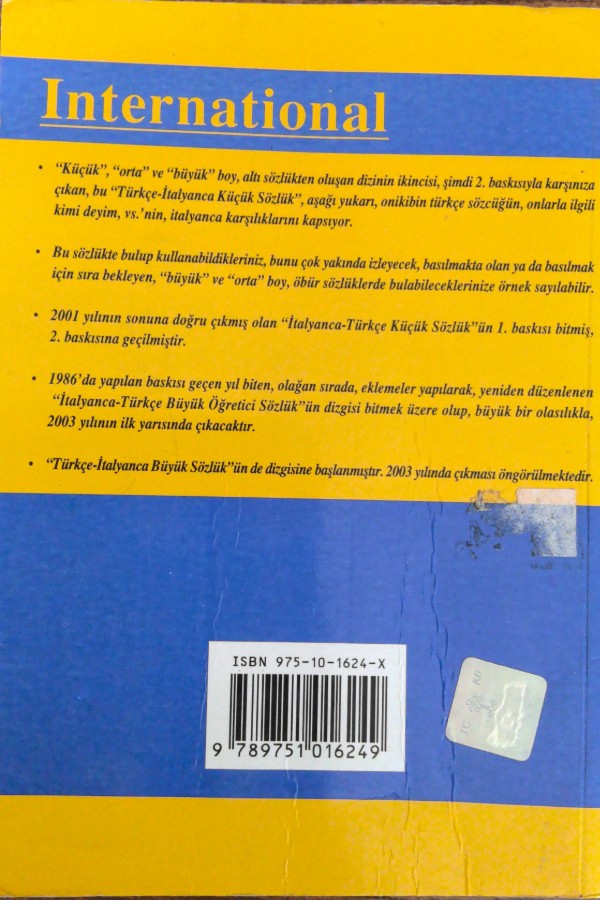 International
• “Küçük”, “orta” ve “büyük” boy, altı sözlükten oluşan dizinin ikincisi, şimdi 2. baskısıyla karşınıza
çıkan, bu “Türkçe-İtalyanca Küçük Sözlük”, aşağı yukarı, onikibin türkçe sözcüğün, onlarla ilgili
kimi deyim, vs.’nin, italyanca karşılıklarını kapsıyor.
• Bu sözlükte bulup kullanabildikleriniz, bunu çok yakında izleyecek, basılmakta olan ya da basılmak
için sıra bekleyen, “büyük” ve “orta” boy, öbür sözlüklerde bulabileceklerinize örnek sayılabilir.
• 2001 yılının sonuna doğru çıkmış olan “İtalyanca-Türkçe Küçük Sözlük”ün 1. baskısı bitmiş,
2. baskısına geçilmiştir.
• 1986’da yapılan baskısı geçen yıl biten, olağan sırada, eklemeler yapılarak, yeniden düzenlenen
“İtalyanca-Türkçe Büyük Öğretici Sözlük”ün dizgisi bitmek üzere olup, büyük bir olasılıkla,
2003 yılının ilk yarısında çıkacaktır.
• “Türkçe-İtalyanca Büyük Sözlük”ün de dizgisine başlanmıştır. 2003 yılında çıkması öngörülmektedir.
ISBN 975-10-1624-X
9 789751 016249